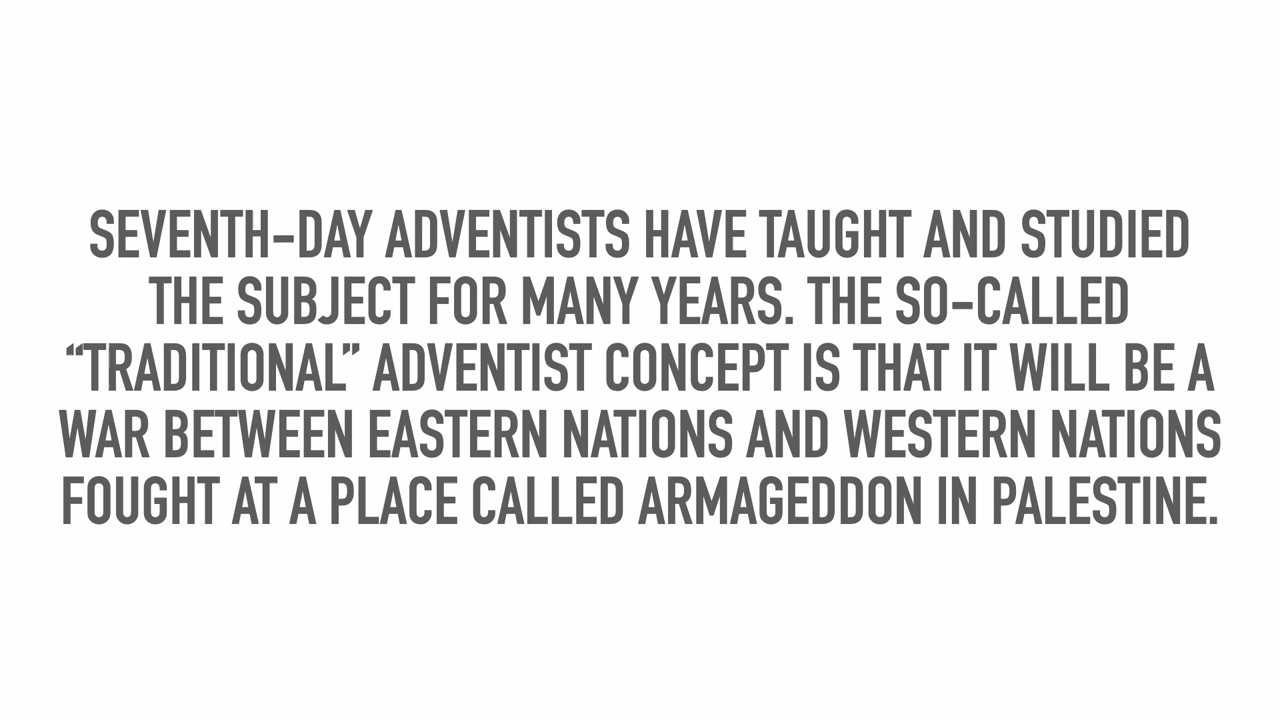 SEVENTH-DAY ADVENTISTS HAVE TAUGHT AND STUDIED
THE SUBJECT FOR MANY YEARS. THE SO-CALLED
“TRADITIONAL” ADVENTIST CONCEPT IS THAT IT WILL BE A
WAR BETWEEN EASTERN NATIONS AND WESTERN NATIONS
FOUGHT AT A PLACE CALLED ARMAGEDDON IN PALESTINE.